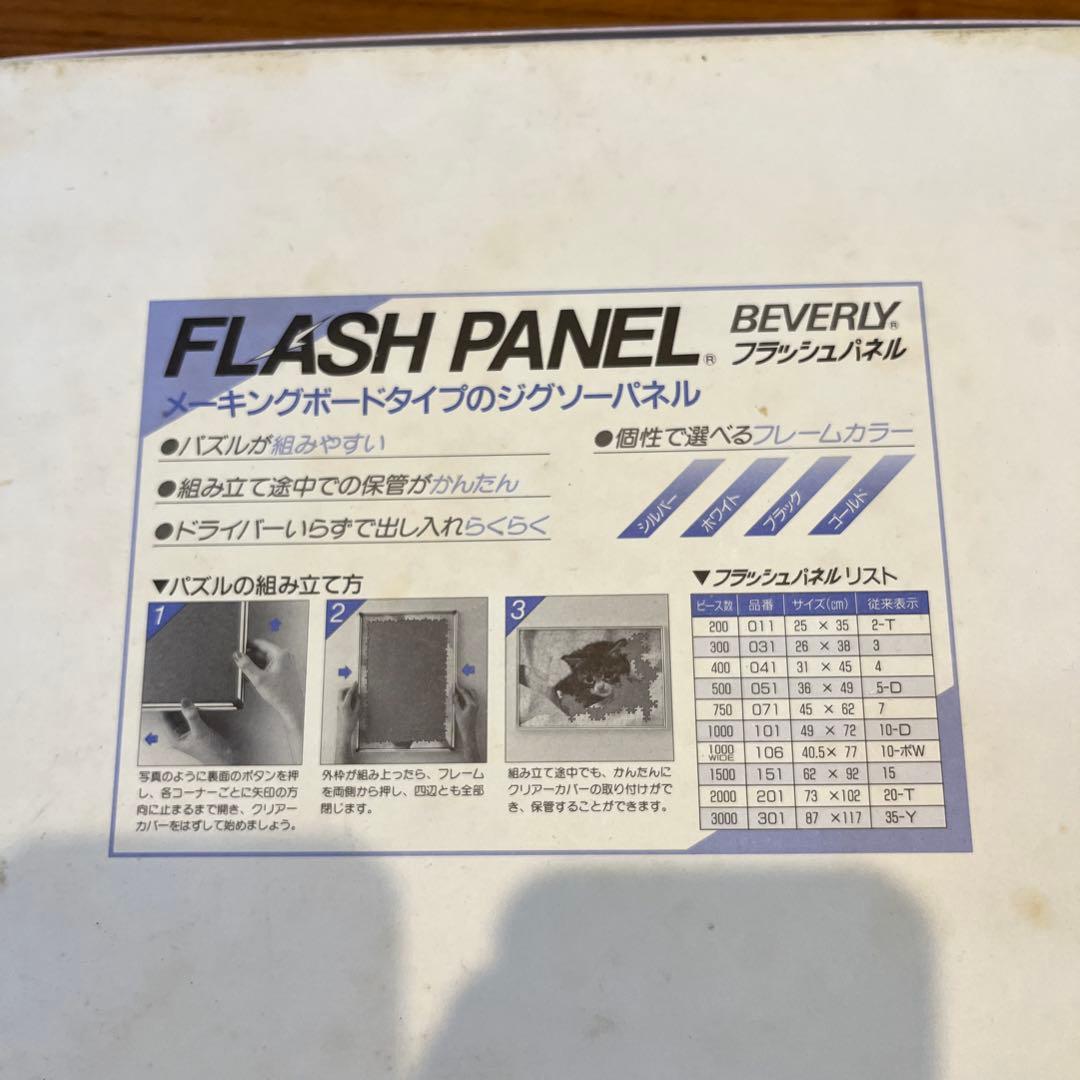 FLASH PANEL®
BEVERLY®
フラッシュパネル
メーキングボードタイプのジグソーパネル
●パズルが組みやすい
●組み立て途中での保管がかんたん
●ドライバーいらずで出し入れらくらく
●個性で選べるフレームカラー
シルバー ホワイト ブラック ゴールド
▼パズルの組み立て方
1
写真のように裏面のボタンを押
し、各コーナーごとに矢印の方
向に止まるまで開き、クリアー
カバーをはずして始めましょう。
2
外枠が組み上ったら、フレーム
を両側から押し、四辺とも全部
閉じます。
3
組み立て途中でも、かんたんに
クリアーカバーの取り付けがで
き、保管することができます。
▼フラッシュパネルリスト
ピース数 品番 サイズ(cm) 従来表示
200 011 25 × 35 2-T
300 031 26 × 38 3
400 041 31 × 45 4
500 051 36 × 49 5-D
750 071 45 × 62 7
1000 101 49 × 72 10-D
1000 WIDE 106 40.5× 77 10-ボW
1500 151 62 × 92 15
2000 201 73 ×102 20-T
3000 301 87 ×117 35-Y